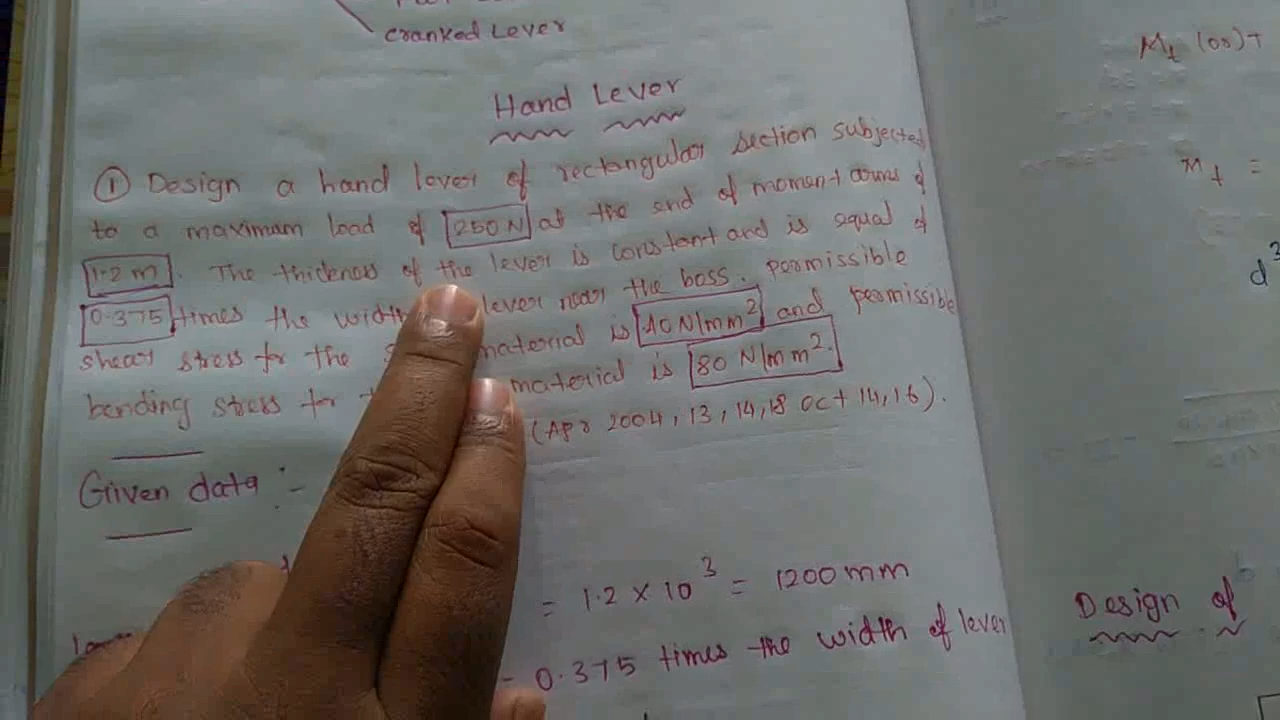 cranked Lever
Hand Lever
① Design a hand lever of rectangular section subjected
to a maximum load of 250 N at the end of moment arms of
1.2 m. The thickness of the lever is constant and is equal of
0.375 times the width lever near the boss. permissible
shear stress for the material is 40 N/mm² and permissible
bending stress for material is 80 N/mm².
(Apr 2004, 13, 14, 18 Oct 14, 16).
Given data :-
= 1.2 × 10³ = 1200 mm
- 0.375 times the width of lever
Mt (or) T
Mt =
d³
Design of